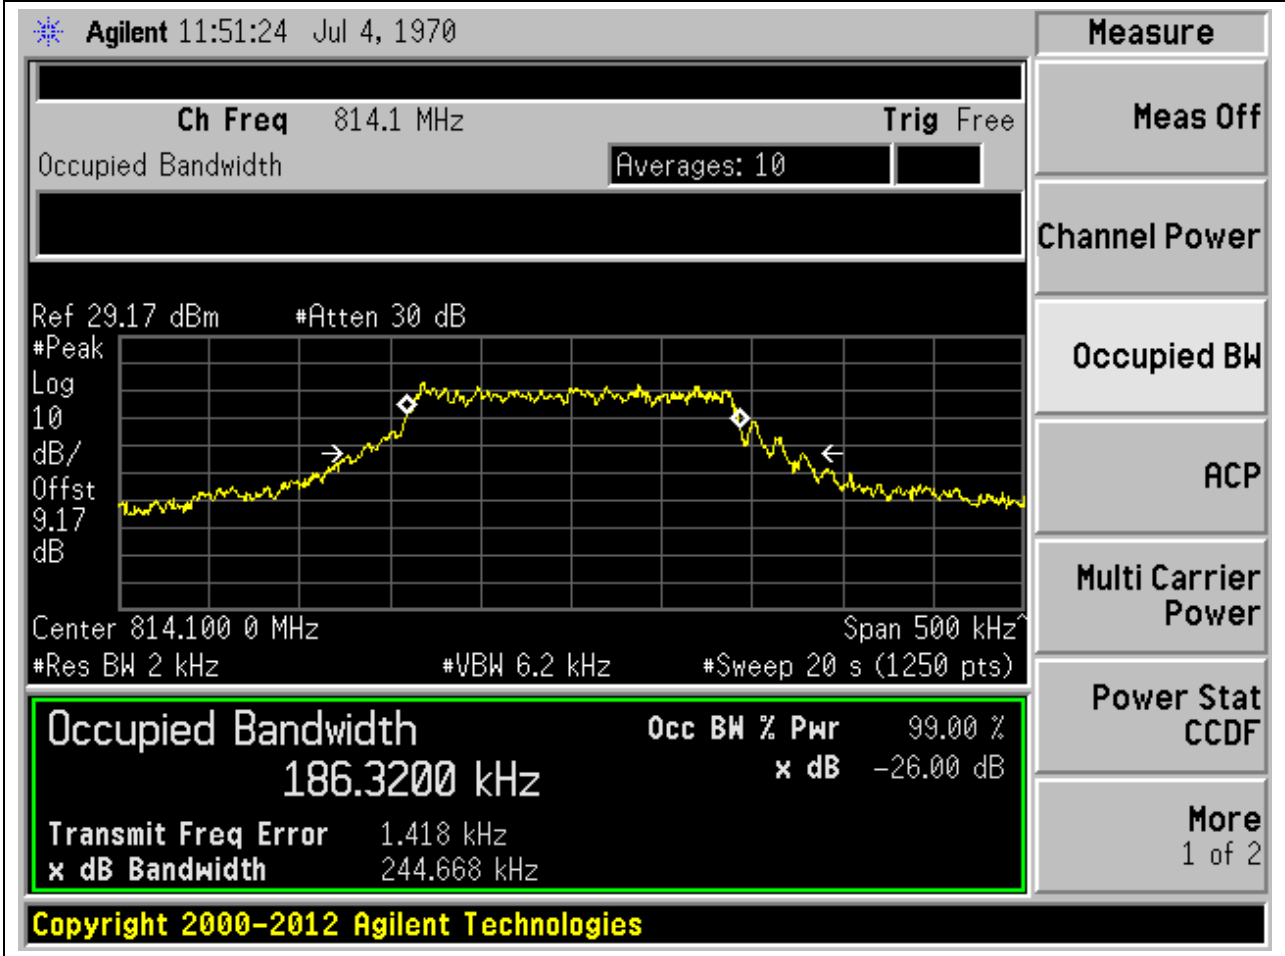 Agilent 11:51:24 Jul 4, 1970
Measure
Ch Freq 814.1 MHz Trig Free
Occupied Bandwidth Averages: 10
Meas Off
Channel Power
Occupied BW
ACP
Multi Carrier
Power
Power Stat
CCDF
More
1 of 2
Ref 29.17 dBm #Atten 30 dB
#Peak
Log
10
dB/
Offst
9.17
dB
Center 814.100 0 MHz Span 500 kHz^
#Res BW 2 kHz #VBW 6.2 kHz #Sweep 20 s (1250 pts)
Occupied Bandwidth Occ BW % Pwr 99.00 %
186.3200 kHz x dB -26.00 dB
Transmit Freq Error 1.418 kHz
x dB Bandwidth 244.668 kHz
Copyright 2000-2012 Agilent Technologies